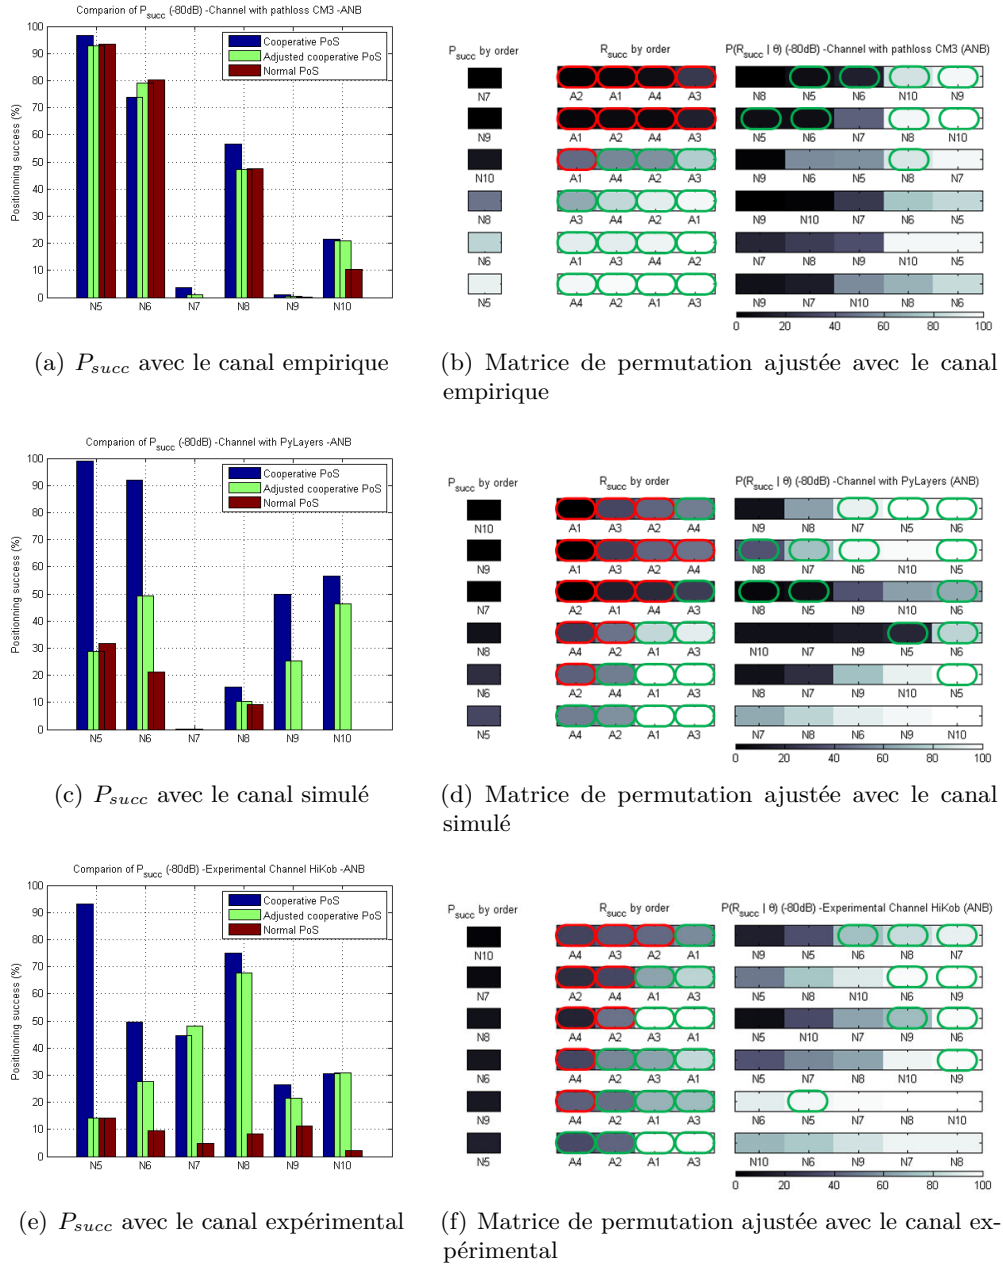 Comparion of P_succ (-80dB) -Channel with pathloss CM3 -ANB
Positionning success (%)
100
90
80
70
60
50
40
30
20
10
0
Cooperative PoS
Adjusted cooperative PoS
Normal PoS
N5 N6 N7 N8 N9 N10
(a) P_succ avec le canal empirique
P_succ by order R_succ by order P(R_succ | θ) (-80dB) -Channel with pathloss CM3 (ANB)
N7 A2 A1 A4 A3 N8 N5 N6 N10 N9
N9 A1 A2 A4 A3 N5 N6 N7 N8 N10
N10 A1 A4 A2 A3 N9 N6 N5 N8 N7
N8 A3 A4 A2 A1 N9 N10 N7 N6 N5
N6 A1 A3 A4 A2 N7 N8 N9 N10 N5
N5 A4 A2 A1 A3 N9 N7 N10 N8 N6
0 20 40 60 80 100
(b) Matrice de permutation ajustée avec le canal
empirique
Comparion of P_succ (-80dB) -Channel with PyLayers -ANB
Positionning success (%)
100
90
80
70
60
50
40
30
20
10
0
Cooperative PoS
Adjusted cooperative PoS
Normal PoS
N5 N6 N7 N8 N9 N10
(c) P_succ avec le canal simulé
P_succ by order R_succ by order P(R_succ | θ) (-80dB) -Channel with PyLayers (ANB)
N10 A1 A3 A2 A4 N9 N8 N7 N5 N6
N9 A1 A3 A2 A4 N8 N7 N6 N10 N5
N7 A2 A1 A4 A3 N8 N5 N9 N10 N6
N8 A4 A2 A1 A3 N10 N7 N9 N5 N6
N6 A2 A4 A1 A3 N8 N7 N9 N10 N5
N5 A4 A2 A1 A3 N7 N8 N6 N9 N10
0 20 40 60 80 100
(d) Matrice de permutation ajustée avec le canal
simulé
Comparion of P_succ (-80dB) -Experimental Channel HiKob -ANB
Positionning success (%)
100
90
80
70
60
50
40
30
20
10
0
Cooperative PoS
Adjusted cooperative PoS
Normal PoS
N5 N6 N7 N8 N9 N10
(e) P_succ avec le canal expérimental
P_succ by order R_succ by order P(R_succ | θ) (-80dB) -Experimental Channel HiKob (ANB)
N10 A4 A3 A2 A1 N9 N5 N6 N8 N7
N7 A2 A4 A1 A3 N5 N8 N10 N6 N9
N8 A4 A2 A3 A1 N5 N10 N7 N9 N6
N6 A4 A2 A3 A1 N5 N7 N8 N10 N9
N9 A4 A2 A1 A3 N6 N5 N7 N8 N10
N5 A4 A2 A1 A3 N10 N6 N9 N7 N8
0 20 40 60 80 100
(f) Matrice de permutation ajustée avec le canal ex-
périmental